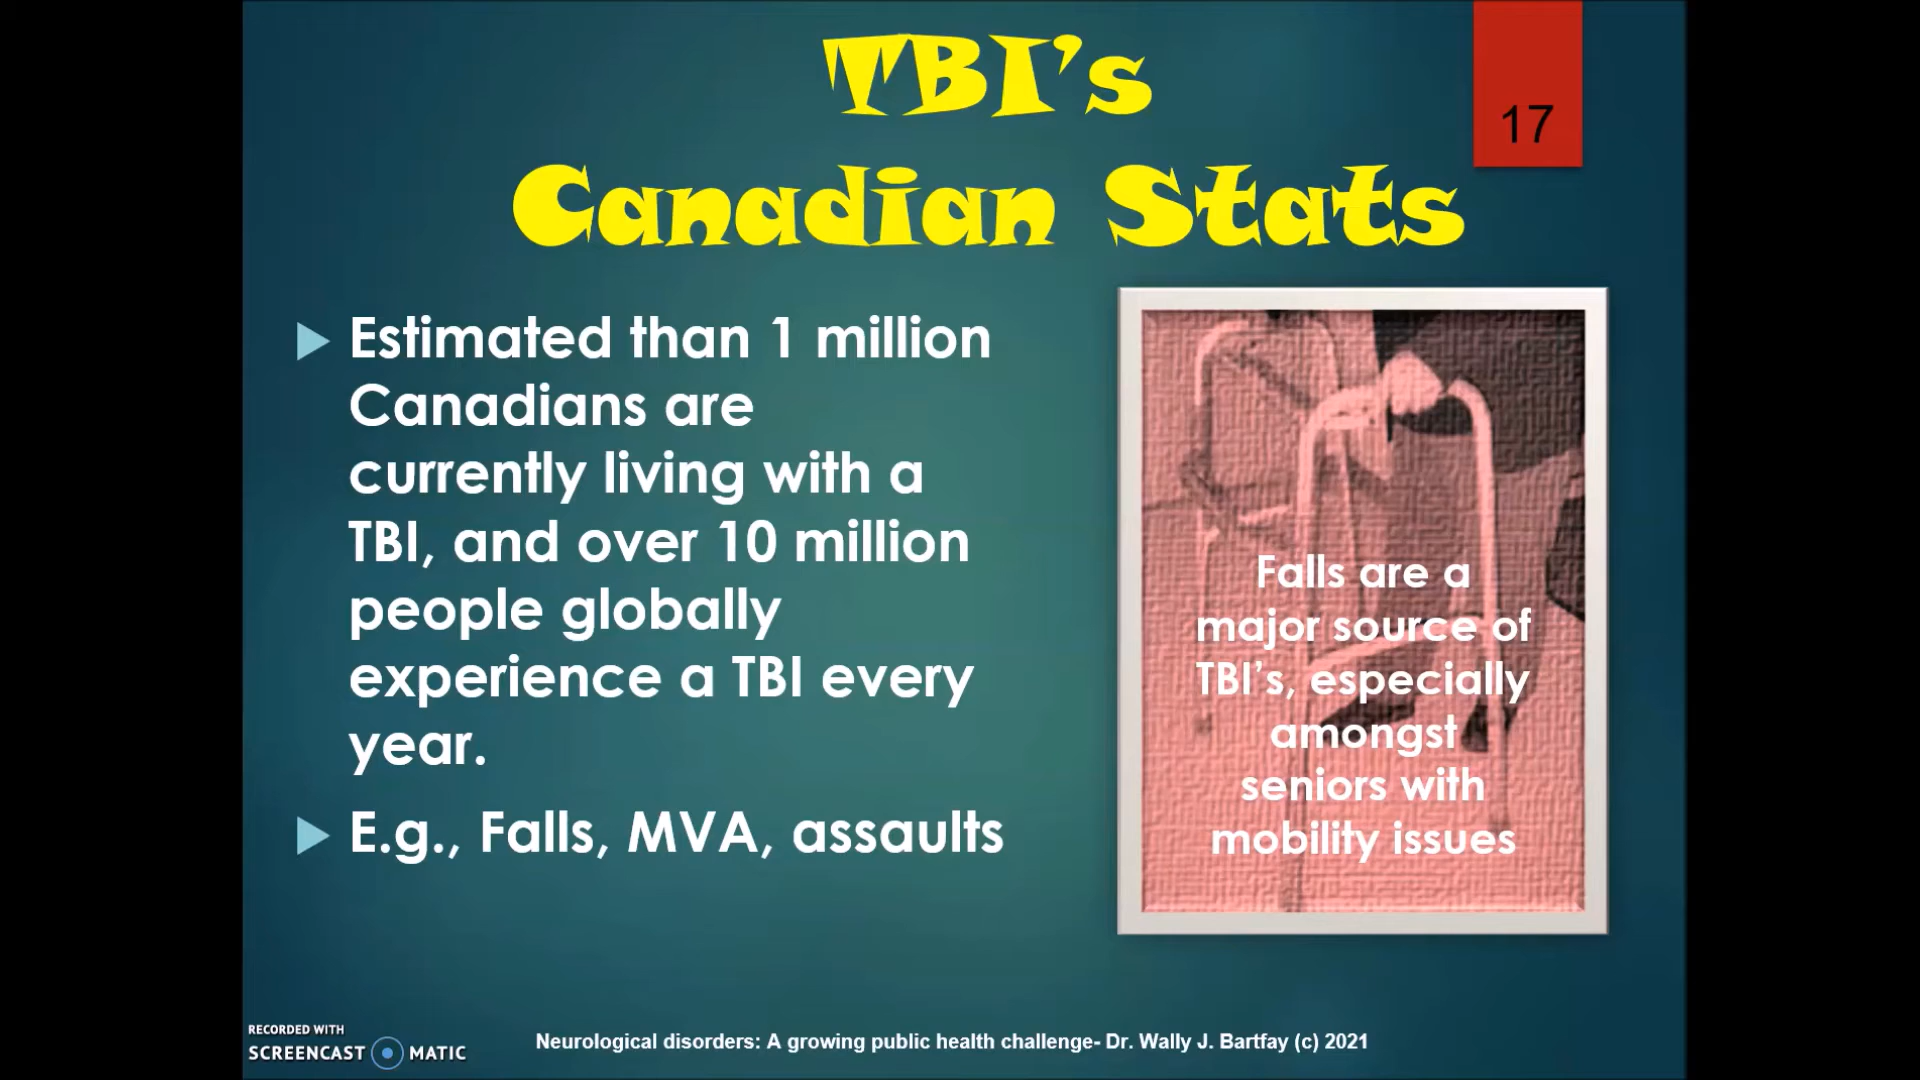 TBI's
17
Canadian Stats
Estimated than 1 million
Canadians are
currently living with a
TBI, and over 10 million
people globally
experience a TBI every
year.
E.g., Falls, MVA, assaults
Falls are a
major source of
TBI's, especially
amongst
seniors with
mobility issues
RECORDED WITH
SCREENCAST MATIC
Neurological disorders: A growing public health challenge- Dr. Wally J. Bartfay (c) 2021